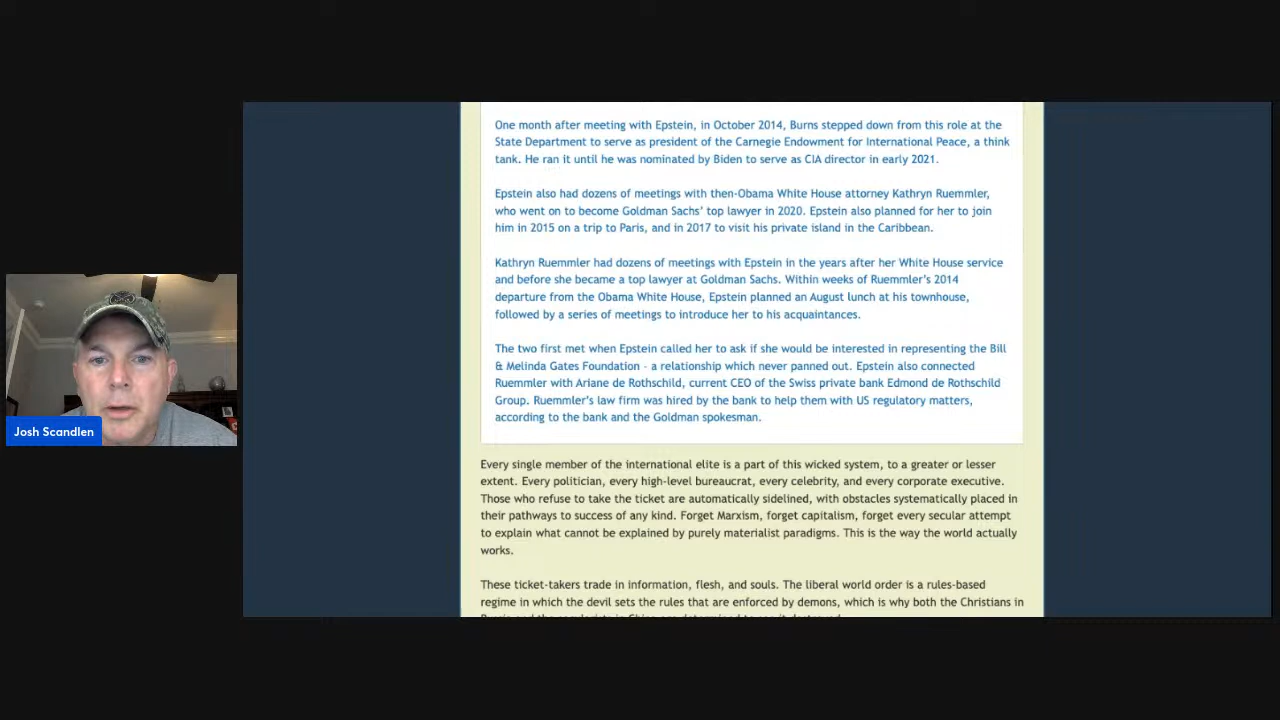 One month after meeting with Epstein, in October 2014, Burns stepped down from this role at the
State Department to serve as president of the Carnegie Endowment for International Peace, a think
tank. He ran it until he was nominated by Biden to serve as CIA director in early 2021.
Epstein also had dozens of meetings with then-Obama White House attorney Kathryn Ruemmler,
who went on to become Goldman Sachs' top lawyer in 2020. Epstein also planned for her to join
him in 2015 on a trip to Paris, and in 2017 to visit his private island in the Caribbean.
Kathryn Ruemmler had dozens of meetings with Epstein in the years after her White House service
and before she became a top lawyer at Goldman Sachs. Within weeks of Ruemmler's 2014
departure from the Obama White House, Epstein planned an August lunch at his townhouse,
followed by a series of meetings to introduce her to his acquaintances.
The two first met when Epstein called her to ask if she would be interested in representing the Bill
& Melinda Gates Foundation - a relationship which never panned out. Epstein also connected
Ruemmler with Ariane de Rothschild, current CEO of the Swiss private bank Edmond de Rothschild
Group. Ruemmler's law firm was hired by the bank to help them with US regulatory matters,
according to the bank and the Goldman spokesman.
Every single member of the international elite is a part of this wicked system, to a greater or lesser
extent. Every politician, every high-level bureaucrat, every celebrity, and every corporate executive.
Those who refuse to take the ticket are automatically sidelined, with obstacles systematically placed in
their pathways to success of any kind. Forget Marxism, forget capitalism, forget every secular attempt
to explain what cannot be explained by purely materialist paradigms. This is the way the world actually
works.
These ticket-takers trade in information, flesh, and souls. The liberal world order is a rules-based
regime in which the devil sets the rules that are enforced by demons, which is why both the Christians in
Josh Scandlen